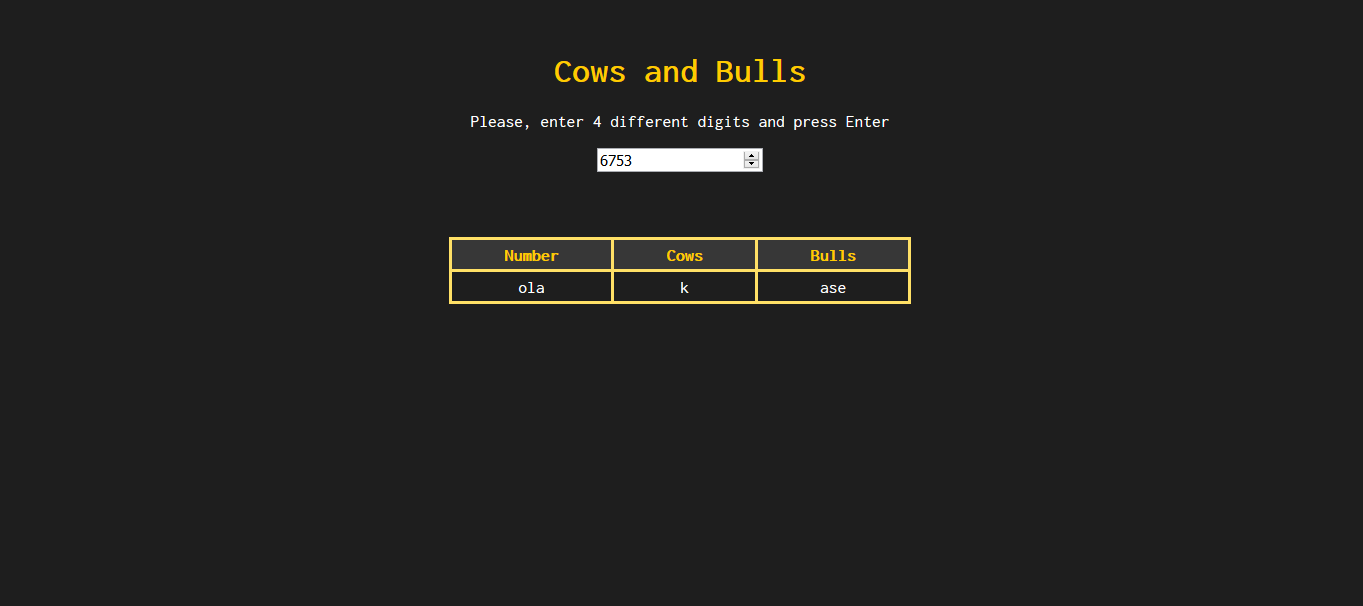 Cows and Bulls
Please, enter 4 different digits and press Enter
6753
Number Cows Bulls
ola k ase